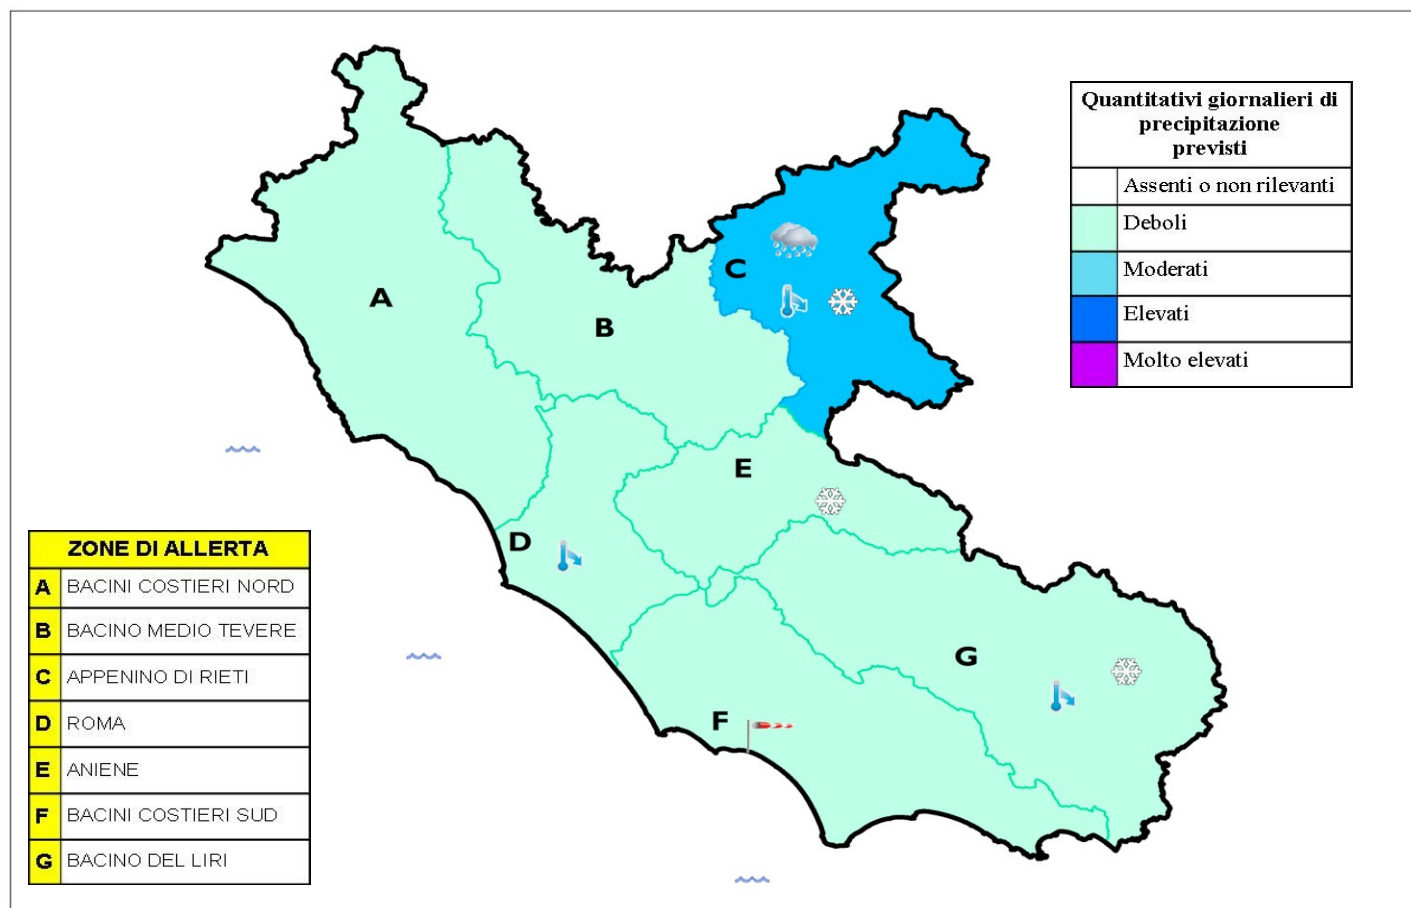 Quantitativi giornalieri di
precipitazione
previsti
Assenti o non rilevanti
Deboli
Moderati
Elevati
Molto elevati
A
B
C
D
E
F
G
ZONE DI ALLERTA
A BACINI COSTIERI NORD
B BACINO MEDIO TEVERE
C APPENINO DI RIETI
D ROMA
E ANIENE
F BACINI COSTIERI SUD
G BACINO DEL LIRI